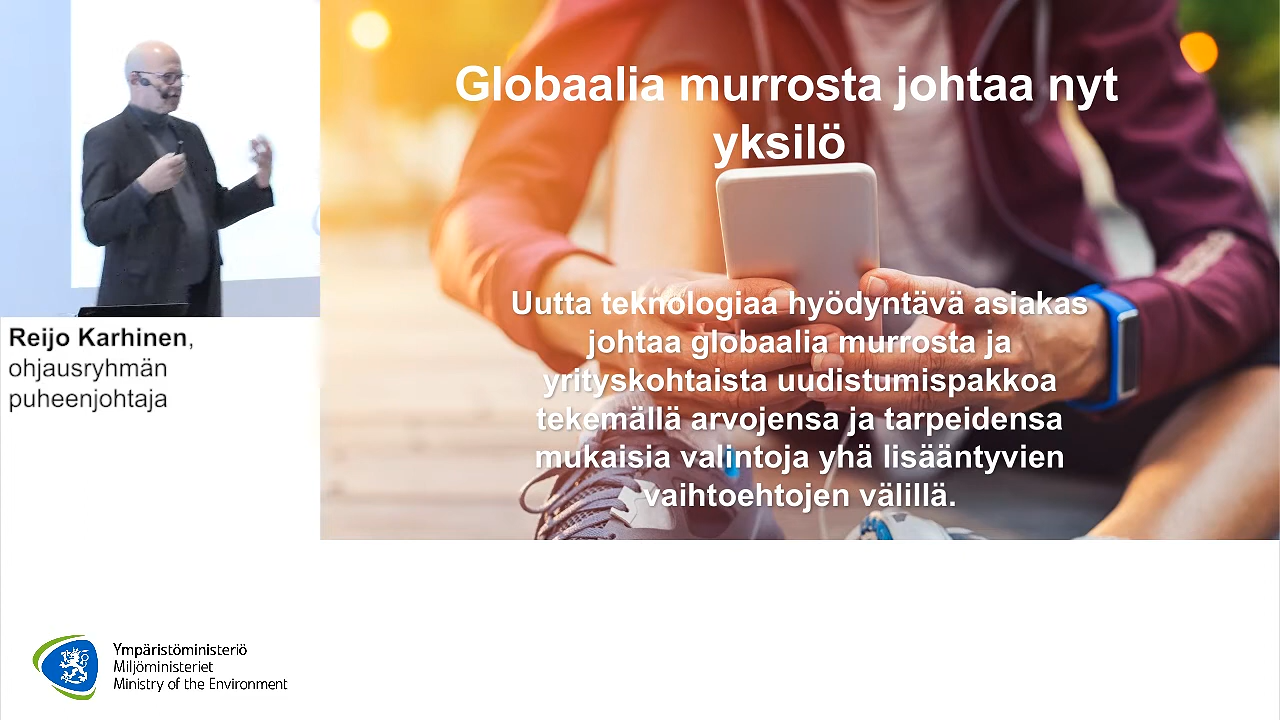 Globaalia murrosta johtaa nyt
yksilö
Uutta teknologiaa hyödyntävä asiakas
johtaa globaalia murrosta ja
yrityskohtaista uudistumispakkoa
tekemällä arvojensa ja tarpeidensa
mukaisia valintoja yhä lisääntyvien
vaihtoehtojen välillä.
Reijo Karhinen,
ohjausryhmän
puheenjohtaja
Ympäristöministeriö
Miljöministeriet
Ministry of the Environment